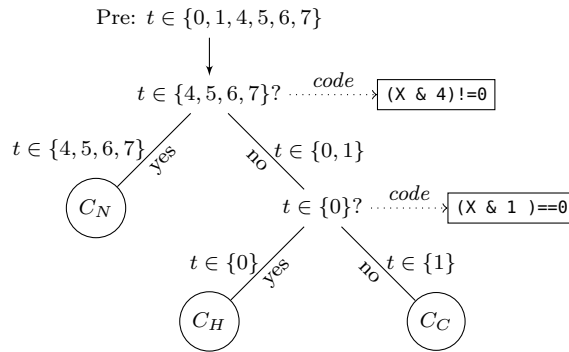 Pre: t ∈ {0, 1, 4, 5, 6, 7}
t ∈ {4, 5, 6, 7}?
code
(X & 4)!=0
t ∈ {4, 5, 6, 7}
yes
no
t ∈ {0, 1}
C_N
t ∈ {0}?
code
(X & 1 )==0
t ∈ {0}
yes
no
t ∈ {1}
C_H
C_C